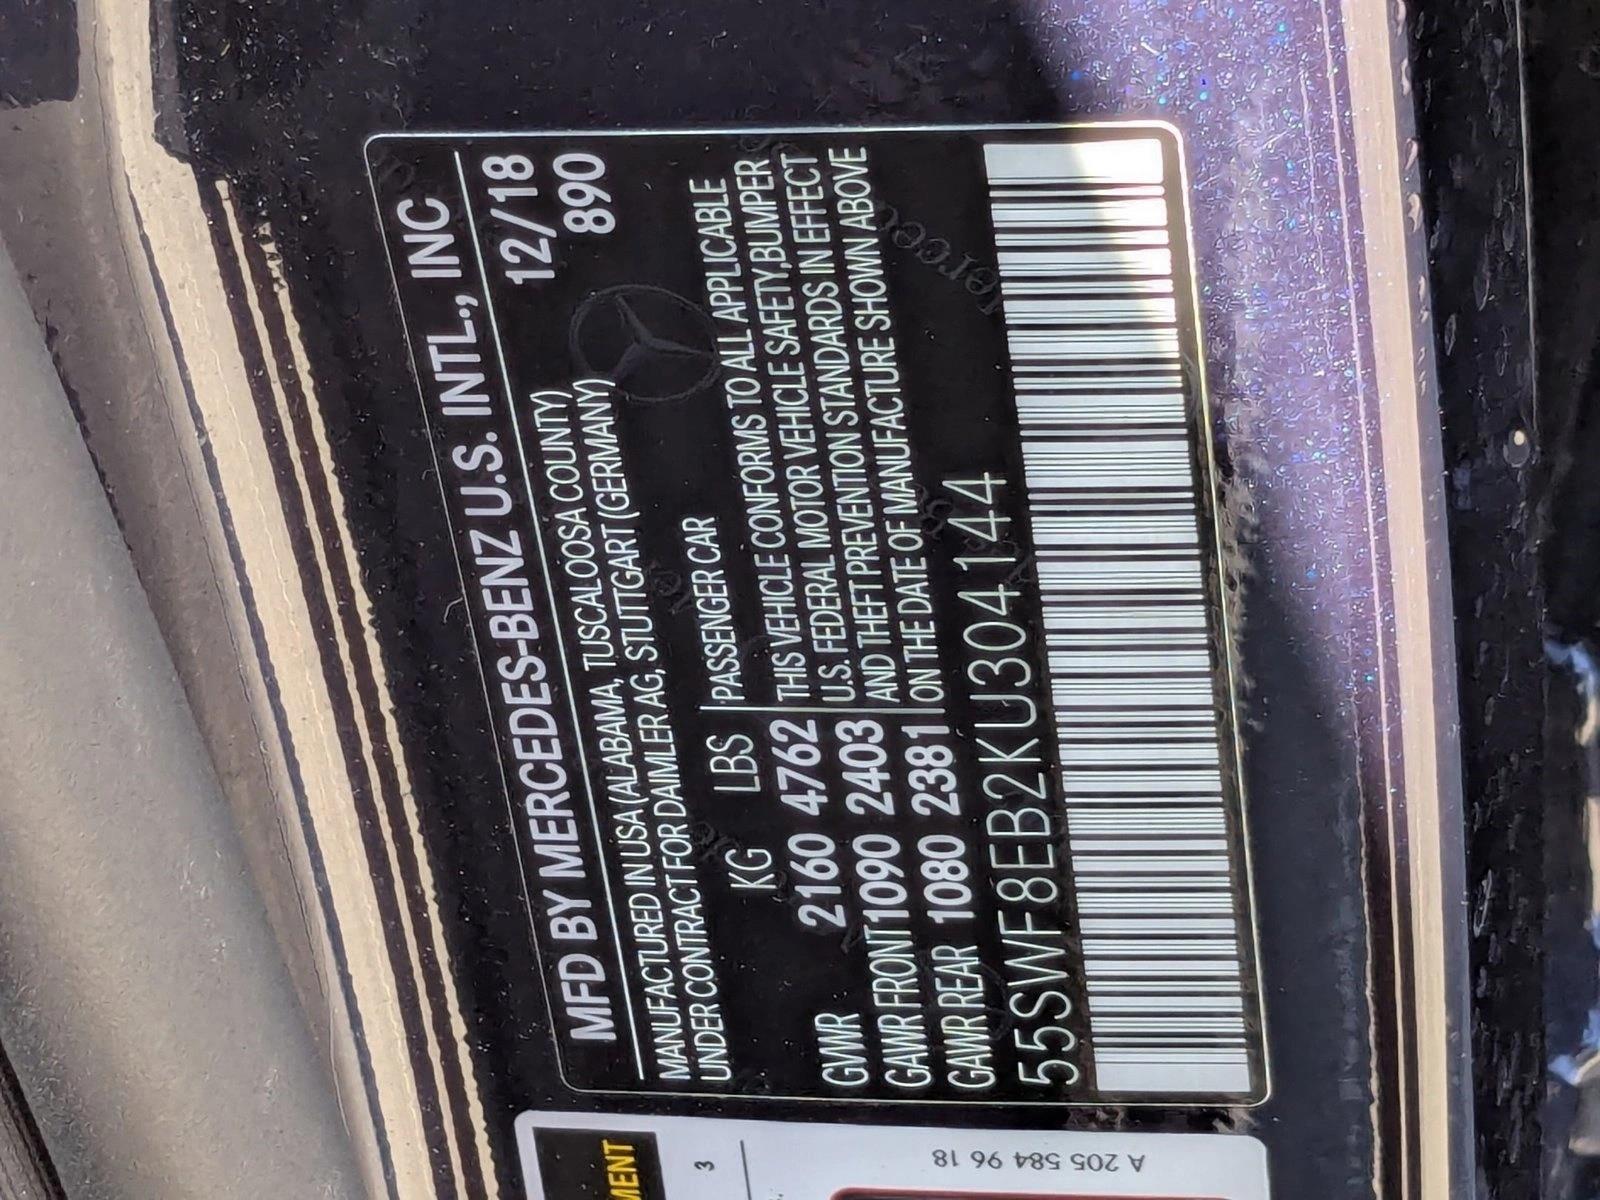 MFD BY MERCEDES-BENZ U.S. INTL., INC
MANUFACTURED IN USA (ALABAMA, TUSCALOOSA COUNTY) 12/18
UNDER CONTRACT FOR DAIMLER AG, STUTTGART (GERMANY) 890
KG LBS PASSENGER CAR
GVWR 2160 4762 THIS VEHICLE CONFORMS TO ALL APPLICABLE
GAWR FRONT 1090 2403 U.S. FEDERAL MOTOR VEHICLE SAFETY,BUMPER
GAWR REAR 1080 2381 AND THEFT PREVENTION STANDARDS IN EFFECT
ON THE DATE OF MANUFACTURE SHOWN ABOVE
55SWF8EB2KU304144
MENT
3
A 205 584 96 18